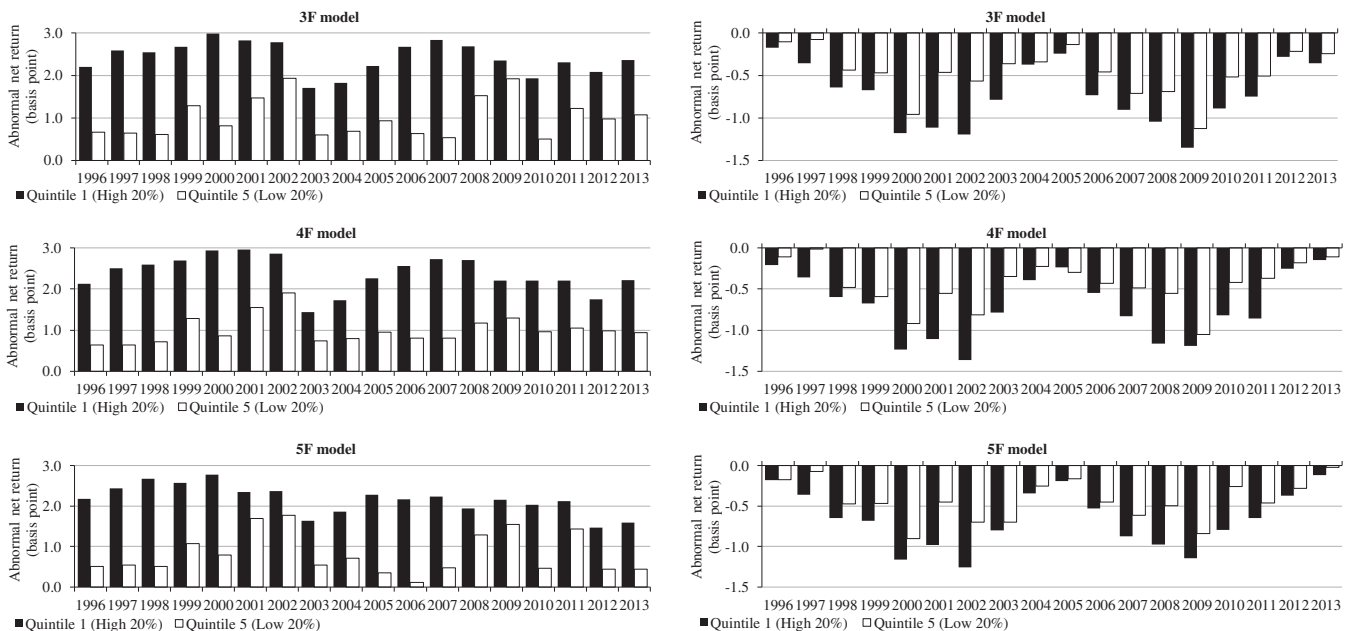 3F model
Abnormal net return
(basis point)
3.0
2.0
1.0
0.0
1996 1997 1998 1999 2000 2001 2002 2003 2004 2005 2006 2007 2008 2009 2010 2011 2012 2013
Quintile 1 (High 20%) Quintile 5 (Low 20%)
3F model
Abnormal net return
(basis point)
0.0
-0.5
-1.0
-1.5
1996 1997 1998 1999 2000 2001 2002 2003 2004 2005 2006 2007 2008 2009 2010 2011 2012 2013
Quintile 1 (High 20%) Quintile 5 (Low 20%)
4F model
Abnormal net return
(basis point)
3.0
2.0
1.0
0.0
1996 1997 1998 1999 2000 2001 2002 2003 2004 2005 2006 2007 2008 2009 2010 2011 2012 2013
Quintile 1 (High 20%) Quintile 5 (Low 20%)
4F model
Abnormal net return
(basis point)
0.0
-0.5
-1.0
-1.5
1996 1997 1998 1999 2000 2001 2002 2003 2004 2005 2006 2007 2008 2009 2010 2011 2012 2013
Quintile 1 (High 20%) Quintile 5 (Low 20%)
5F model
Abnormal net return
(basis point)
3.0
2.0
1.0
0.0
1996 1997 1998 1999 2000 2001 2002 2003 2004 2005 2006 2007 2008 2009 2010 2011 2012 2013
Quintile 1 (High 20%) Quintile 5 (Low 20%)
5F model
Abnormal net return
(basis point)
0.0
-0.5
-1.0
-1.5
1996 1997 1998 1999 2000 2001 2002 2003 2004 2005 2006 2007 2008 2009 2010 2011 2012 2013
Quintile 1 (High 20%) Quintile 5 (Low 20%)